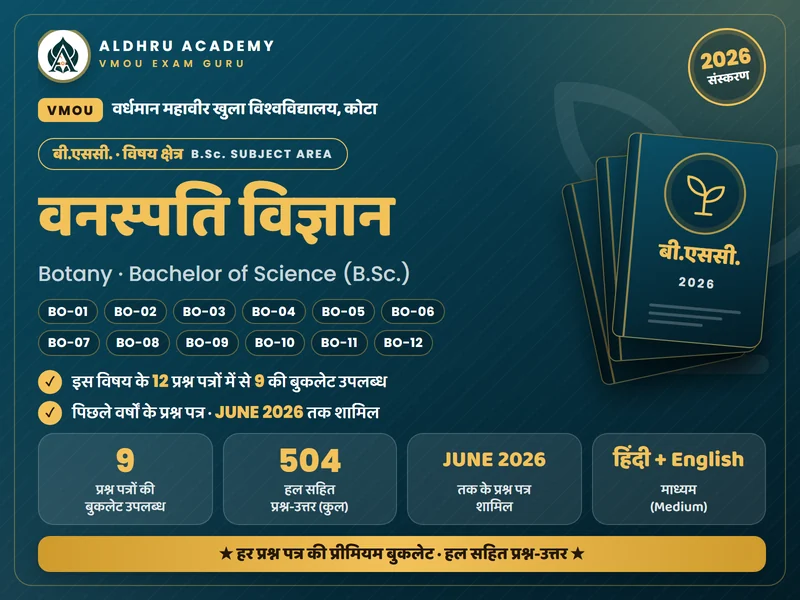 ALDHRU ACADEMY
VMOU EXAM GURU
2026
संस्करण
VMOU वर्धमान महावीर खुला विश्वविद्यालय, कोटा
बी.एससी. · विषय क्षेत्र B.Sc. SUBJECT AREA
वनस्पति विज्ञान
Botany · Bachelor of Science (B.Sc.)
BO-01 BO-02 BO-03 BO-04 BO-05 BO-06
BO-07 BO-08 BO-09 BO-10 BO-11 BO-12
बी.एससी.
2026
इस विषय के 12 प्रश्न पत्रों में से 9 की बुकलेट उपलब्ध
पिछले वर्षों के प्रश्न पत्र · JUNE 2026 तक शामिल
9
प्रश्न पत्रों की
बुकलेट उपलब्ध
504
हल सहित
प्रश्न-उत्तर (कुल)
JUNE 2026
तक के प्रश्न पत्र
शामिल
हिंदी + English
माध्यम
(Medium)
★ हर प्रश्न पत्र की प्रीमियम बुकलेट · हल सहित प्रश्न-उत्तर ★